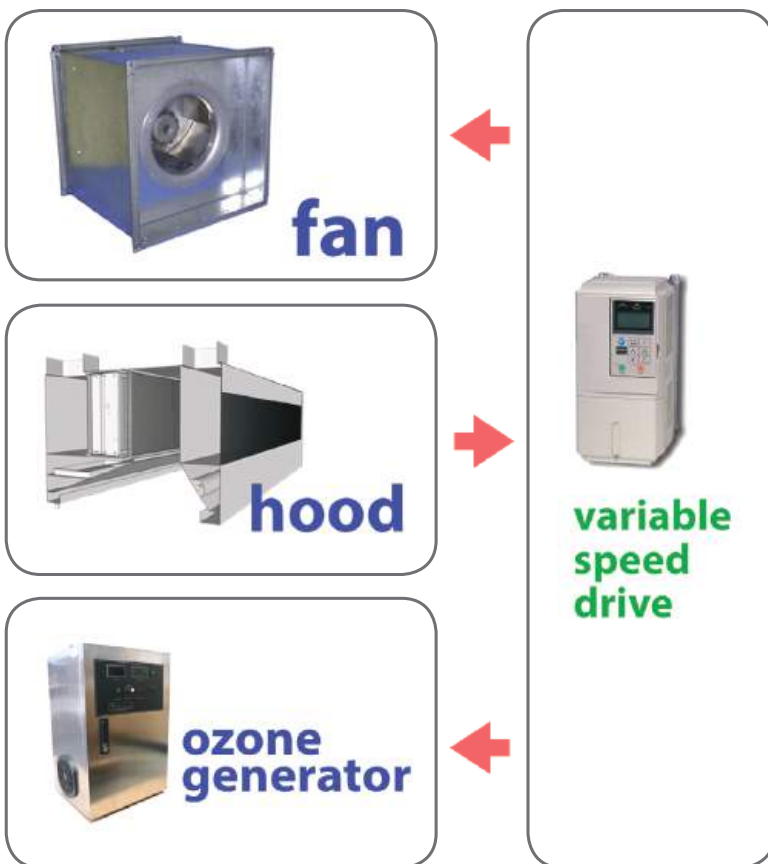 fan
hood
variable
speed
drive
ozone
generator